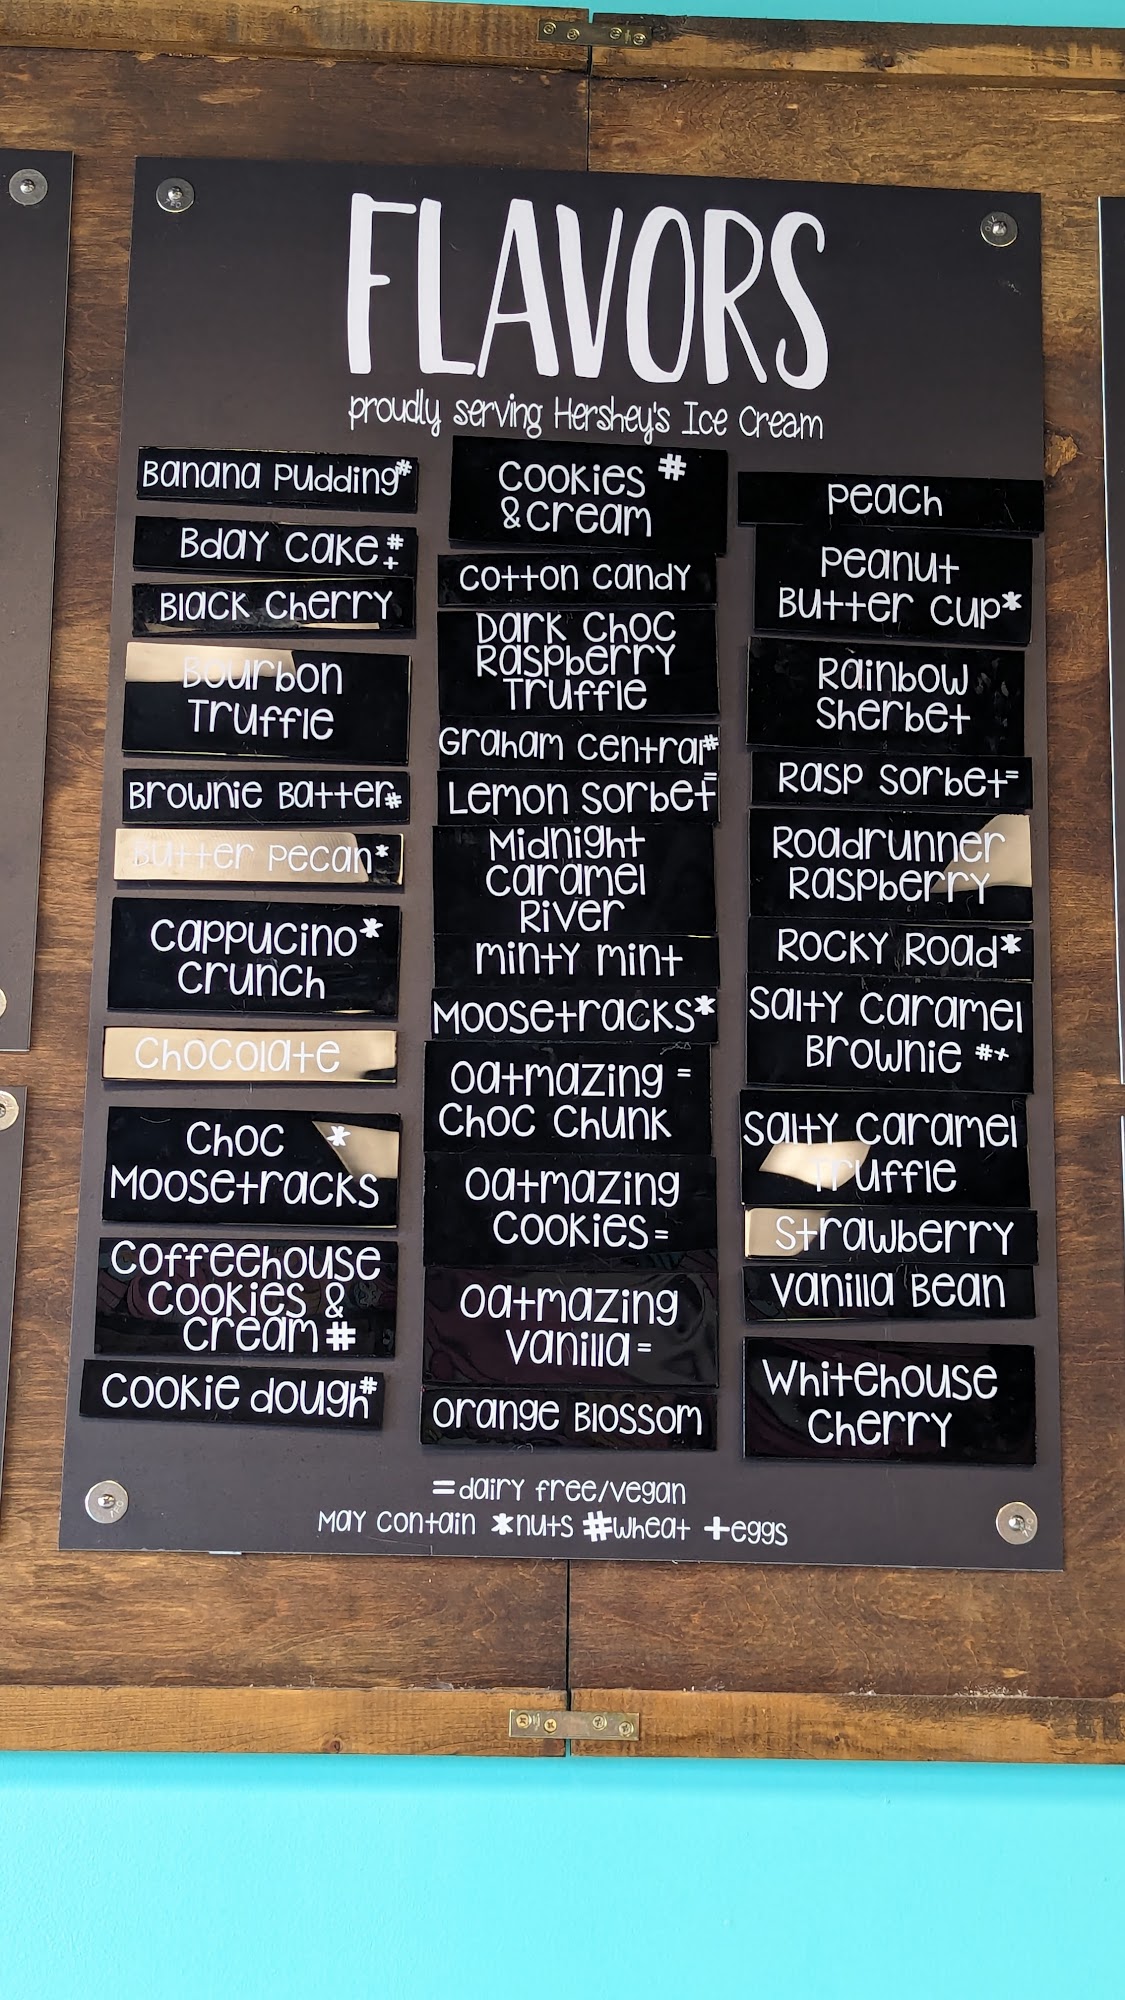 FLAVORS
proudly serving Hershey's Ice Cream
Banana Pudding#
Bday Cake #
+
Black Cherry
Bourbon
Truffle
Brownie Batter#
Butter Pecan*
Cappucino*
Crunch
Chocolate
Choc *
Moosetracks
Coffeehouse
Cookies &
Cream #
Cookie dough#
Cookies #
&Cream
Cotton Candy
Dark Choc
Raspberry
Truffle
Graham Central#
Lemon Sorbet=
Midnight
Caramel
River
Minty Mint
Moosetracks*
Oatmazing =
Choc Chunk
Oatmazing
Cookies=
Oatmazing
Vanilla=
Orange Blossom
Peach
Peanut
Butter Cup*
Rainbow
Sherbet
Rasp Sorbet=
Roadrunner
Raspberry
Rocky Road*
Salty Caramel
Brownie #+
Salty Caramel
Truffle
Strawberry
Vanilla Bean
Whitehouse
Cherry
=dairy free/vegan
May contain *nuts #wheat +eggs